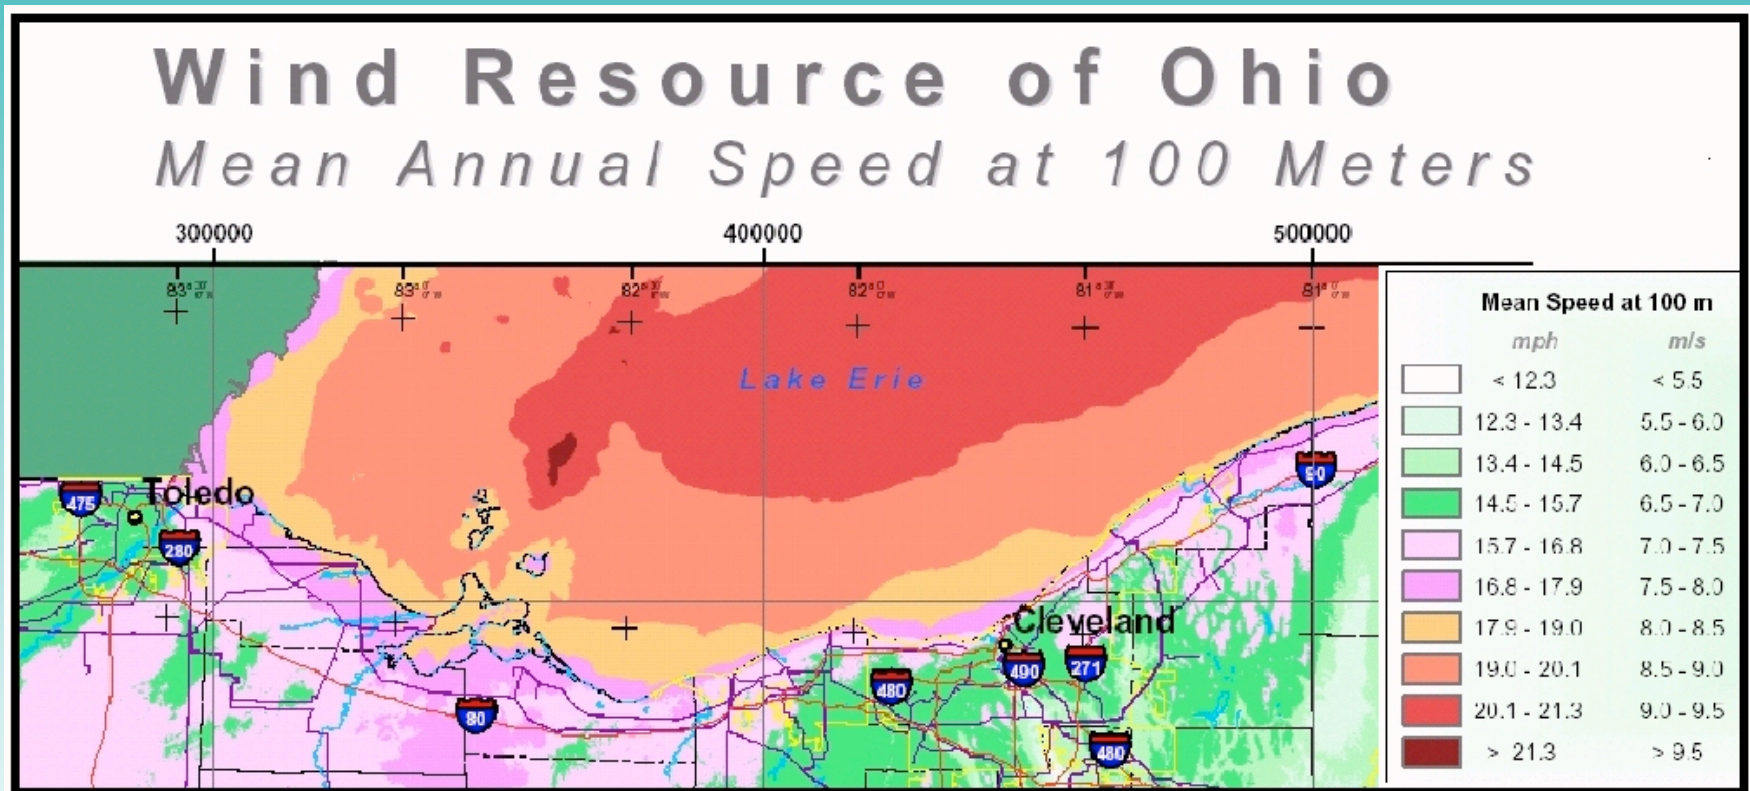 Wind Resource of Ohio
Mean Annual Speed at 100 Meters
300000 400000 500000
Lake Erie
Toledo
475
280
90
Cleveland
490
271
480
80
480
Mean Speed at 100 m
mph m/s
< 12.3 < 5.5
12.3 - 13.4 5.5 - 6.0
13.4 - 14.5 6.0 - 6.5
14.5 - 15.7 6.5 - 7.0
15.7 - 16.8 7.0 - 7.5
16.8 - 17.9 7.5 - 8.0
17.9 - 19.0 8.0 - 8.5
19.0 - 20.1 8.5 - 9.0
20.1 - 21.3 9.0 - 9.5
> 21.3 > 9.5